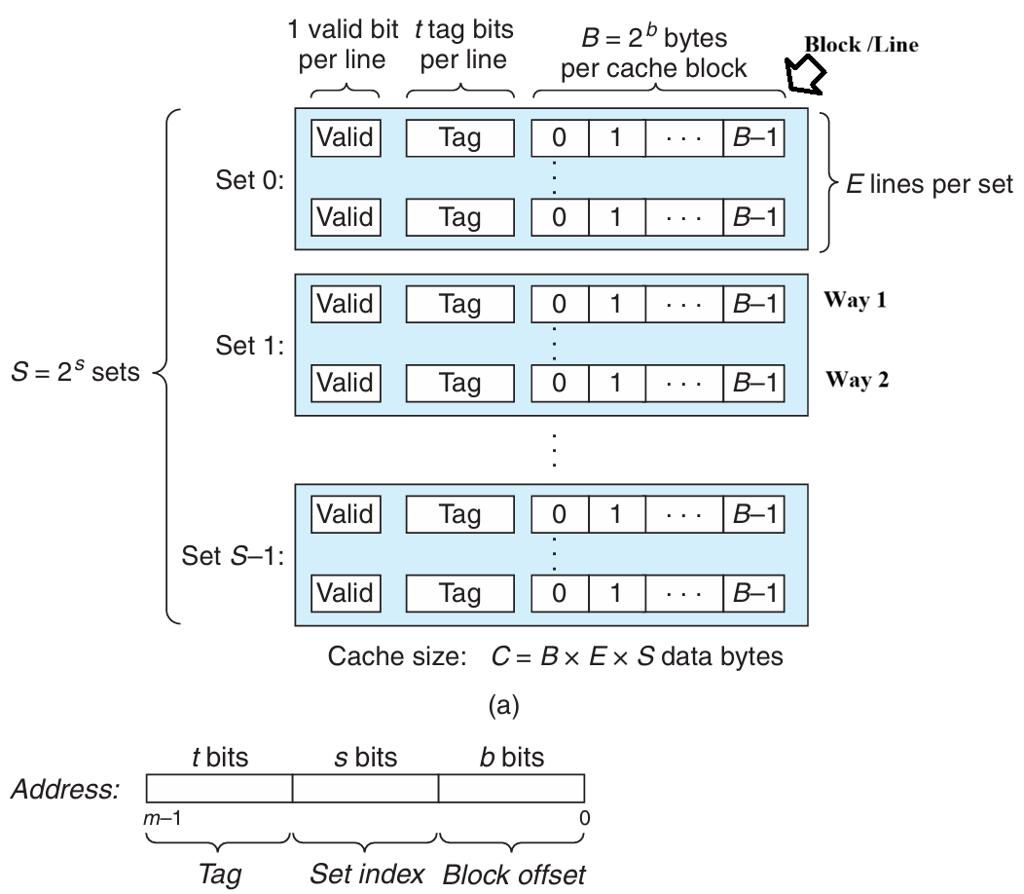 1 valid bit per line
t tag bits per line
B = 2^b bytes per cache block
Block /Line
Set 0:
Valid Tag 0 1 · · · B–1
Valid Tag 0 1 · · · B–1
E lines per set
S = 2^s sets
Set 1:
Valid Tag 0 1 · · · B–1
Way 1
Valid Tag 0 1 · · · B–1
Way 2
Set S–1:
Valid Tag 0 1 · · · B–1
Valid Tag 0 1 · · · B–1
Cache size: C = B × E × S data bytes
(a)
t bits s bits b bits
Address:
m–1 0
Tag Set index Block offset